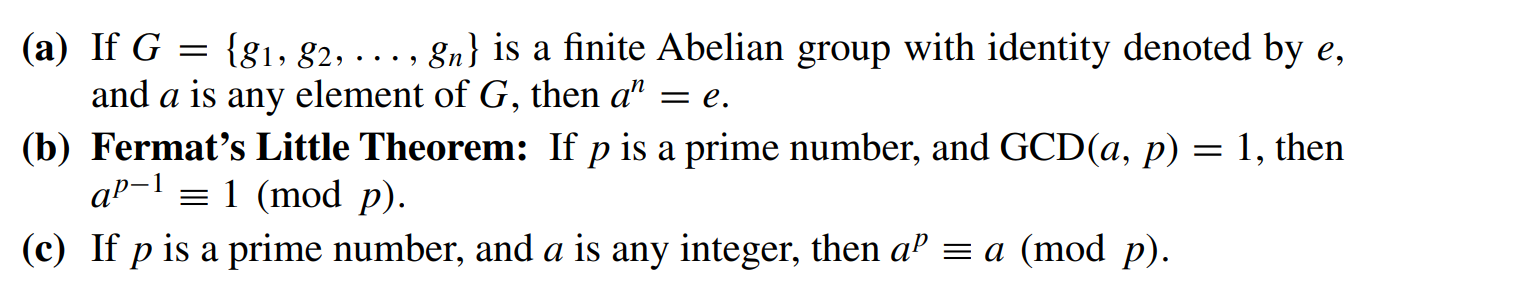 (a) If G = {g₁, g₂, . . . , gₙ} is a finite Abelian group with identity denoted by e,
and a is any element of G, then aⁿ = e.
(b) Fermat’s Little Theorem: If p is a prime number, and GCD(a, p) = 1, then
aᵖ⁻¹ ≡ 1 (mod p).
(c) If p is a prime number, and a is any integer, then aᵖ ≡ a (mod p).